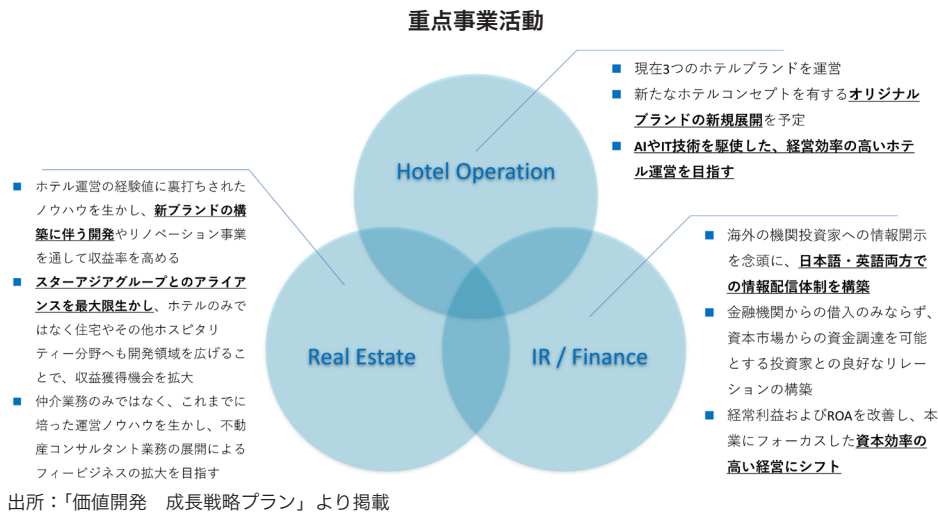 重点事業活動
■ 現在3つのホテルブランドを運営
■ 新たなホテルコンセプトを有するオリジナル
ブランドの新規展開を予定
■ AIやIT技術を駆使した、経営効率の高いホテ
ル運営を目指す
Hotel Operation
■ ホテル運営の経験値に裏打ちされた
ノウハウを生かし、新ブランドの構
築に伴う開発やリノベーション事業
を通して収益率を高める
■ スターアジアグループとのアライア
ンスを最大限生かし、ホテルのみで
はなく住宅やその他ホスピタリ
ティー分野へも開発領域を広げるこ
とで、収益獲得機会を拡大
■ 仲介業務のみではなく、これまでに
培った運営ノウハウを生かし、不動
産コンサルタント業務の展開による
フィービジネスの拡大を目指す
Real Estate
IR / Finance
■ 海外の機関投資家への情報開示
を念頭に、日本語・英語両方で
の情報配信体制を構築
■ 金融機関からの借入のみならず、
資本市場からの資金調達を可能
とする投資家との良好なリレー
ションの構築
■ 経常利益およびROAを改善し、本
業にフォーカスした資本効率の
高い経営にシフト
出所：「価値開発　成長戦略プラン」より掲載